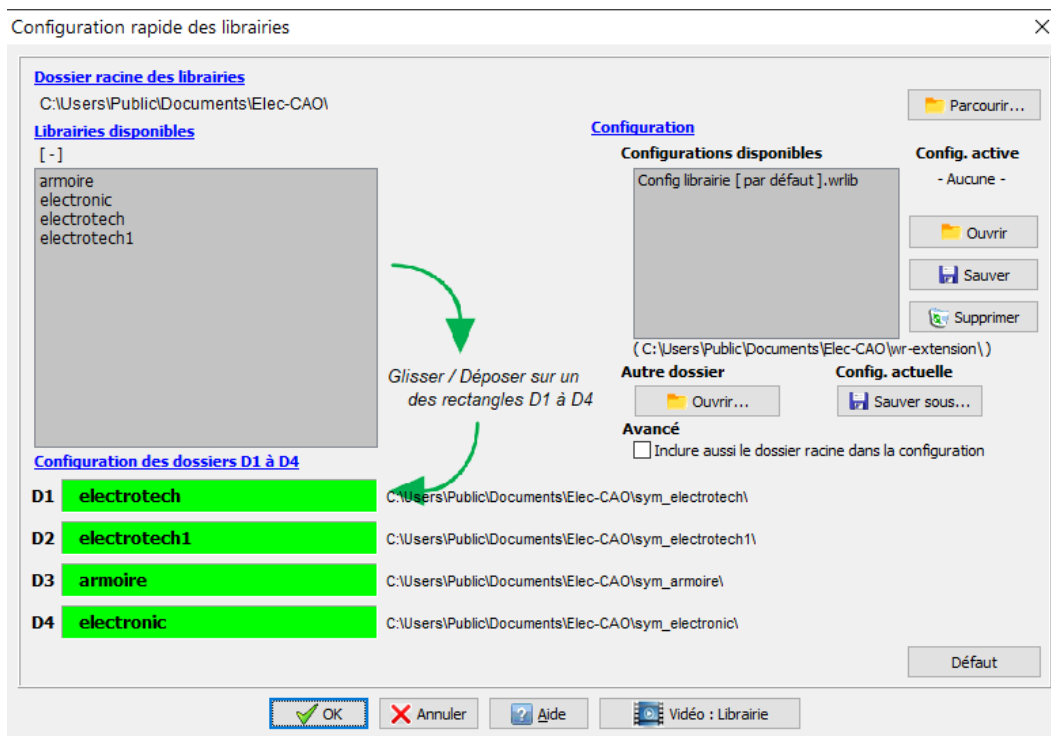 Configuration rapide des librairies
Dossier racine des librairies
C:\Users\Public\Documents\Elec-CAO\
Parcourir...
Librairies disponibles
[ - ]
armoire
electronic
electrotech
electrotech1
Configuration
Configurations disponibles
Config librairie [ par défaut ].wrlib
Config. active
- Aucune -
Ouvrir
Sauver
Supprimer
( C:\Users\Public\Documents\Elec-CAO\wr-extension\ )
Glisser / Déposer sur un
des rectangles D1 à D4
Autre dossier
Ouvrir...
Config. actuelle
Sauver sous...
Avancé
Inclure aussi le dossier racine dans la configuration
Configuration des dossiers D1 à D4
D1 electrotech C:\Users\Public\Documents\Elec-CAO\sym_electrotech\
D2 electrotech1 C:\Users\Public\Documents\Elec-CAO\sym_electrotech1\
D3 armoire C:\Users\Public\Documents\Elec-CAO\sym_armoire\
D4 electronic C:\Users\Public\Documents\Elec-CAO\sym_electronic\
Défaut
OK Annuler Aide Vidéo : Librairie